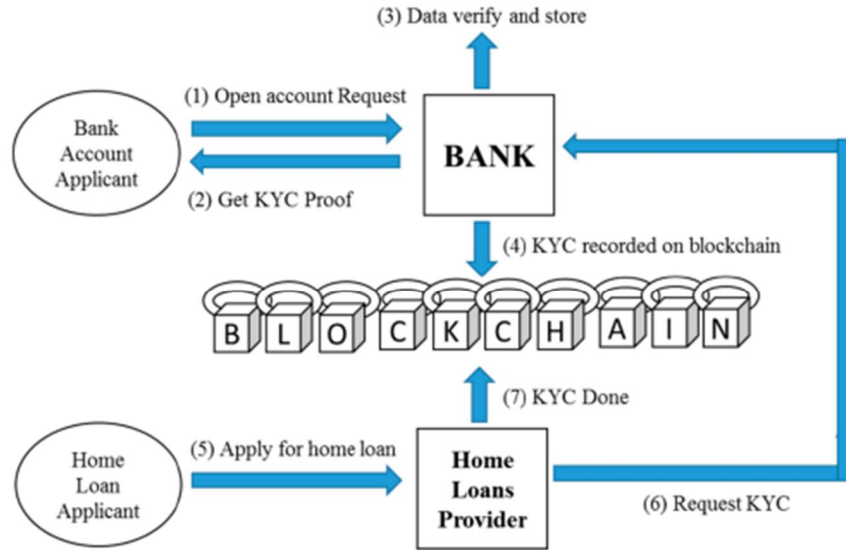 (3) Data verify and store
(1) Open account Request
Bank
Account
Applicant
BANK
(2) Get KYC Proof
(4) KYC recorded on blockchain
B L O C K C H A I N
(7) KYC Done
(5) Apply for home loan
Home
Loan
Applicant
Home
Loans
Provider
(6) Request KYC